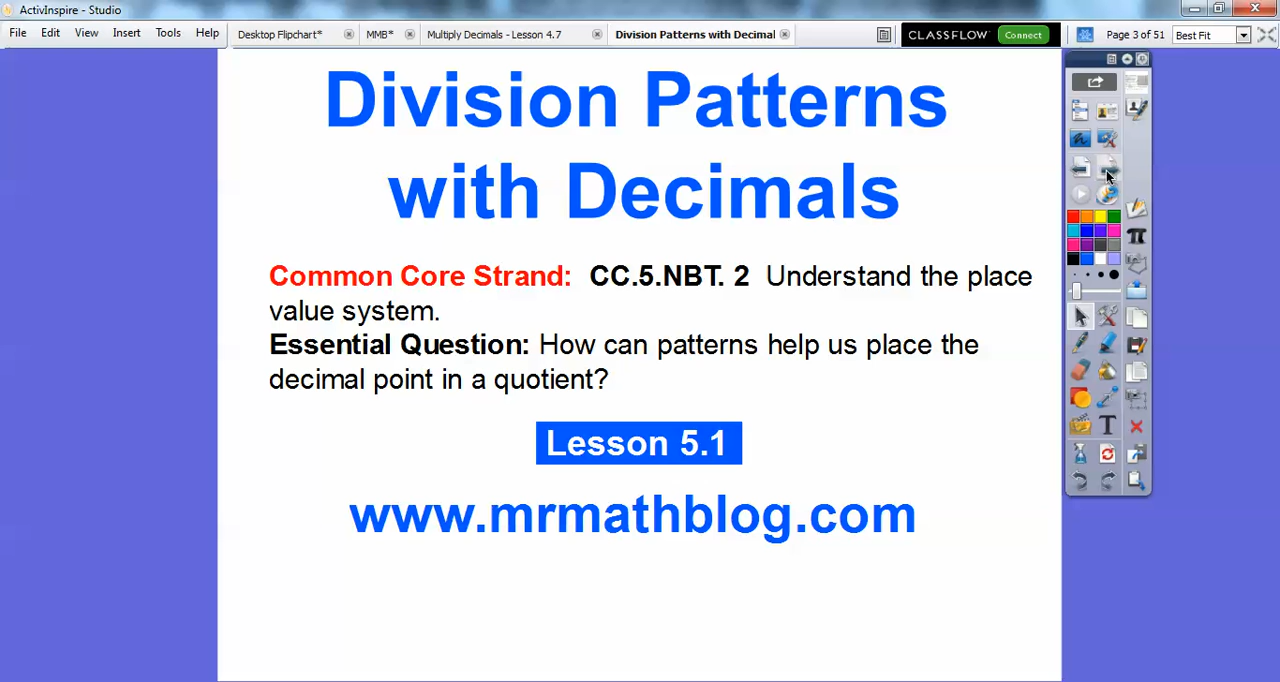 ActivInspire - Studio
File Edit View Insert Tools Help Desktop Flipchart* MMB* Multiply Decimals - Lesson 4.7 Division Patterns with Decimal CLASSFLOW Connect Page 3 of 51 Best Fit
Division Patterns
with Decimals
Common Core Strand: CC.5.NBT. 2 Understand the place
value system.
Essential Question: How can patterns help us place the
decimal point in a quotient?
Lesson 5.1
www.mrmathblog.com